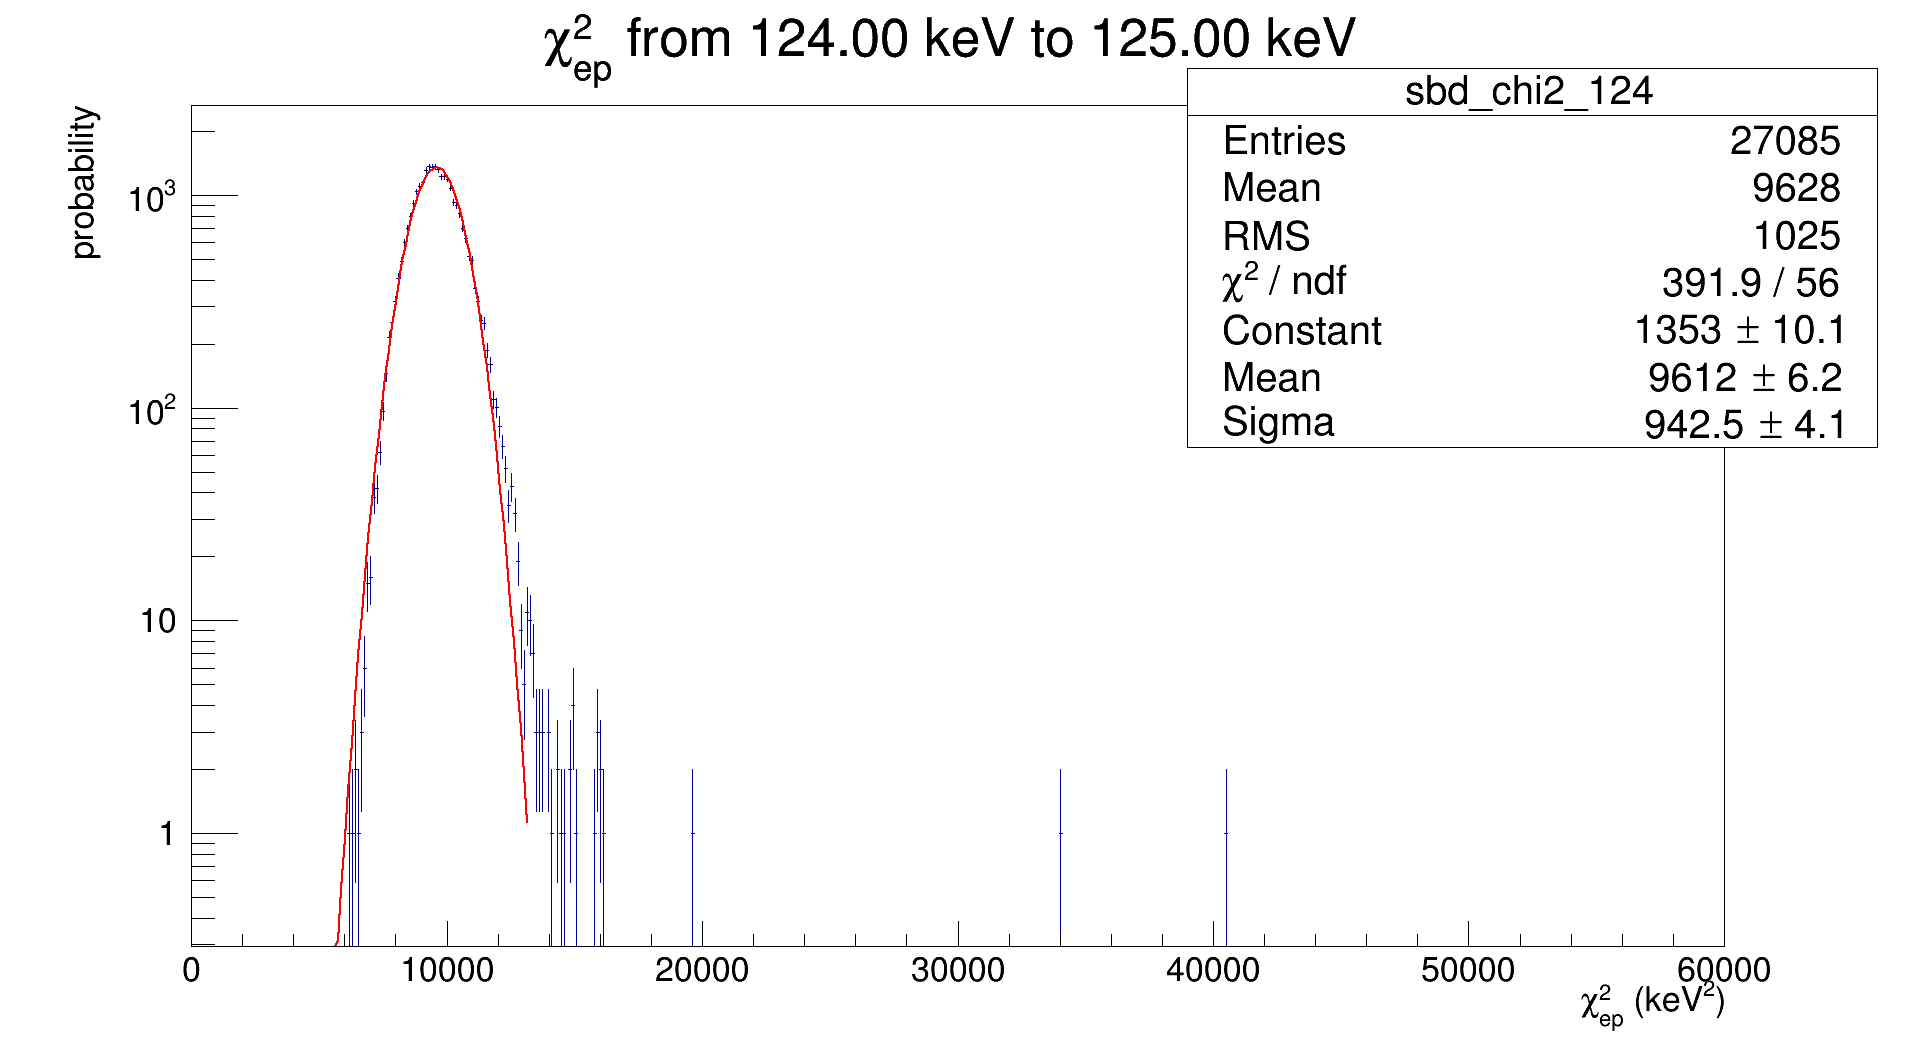 χ²ep from 124.00 keV to 125.00 keV
sbd_chi2_124
Entries 27085
Mean 9628
RMS 1025
χ² / ndf 391.9 / 56
Constant 1353 ± 10.1
Mean 9612 ± 6.2
Sigma 942.5 ± 4.1
probability
10³
10²
10
1
0 10000 20000 30000 40000 50000 60000
χ²ep (keV²)